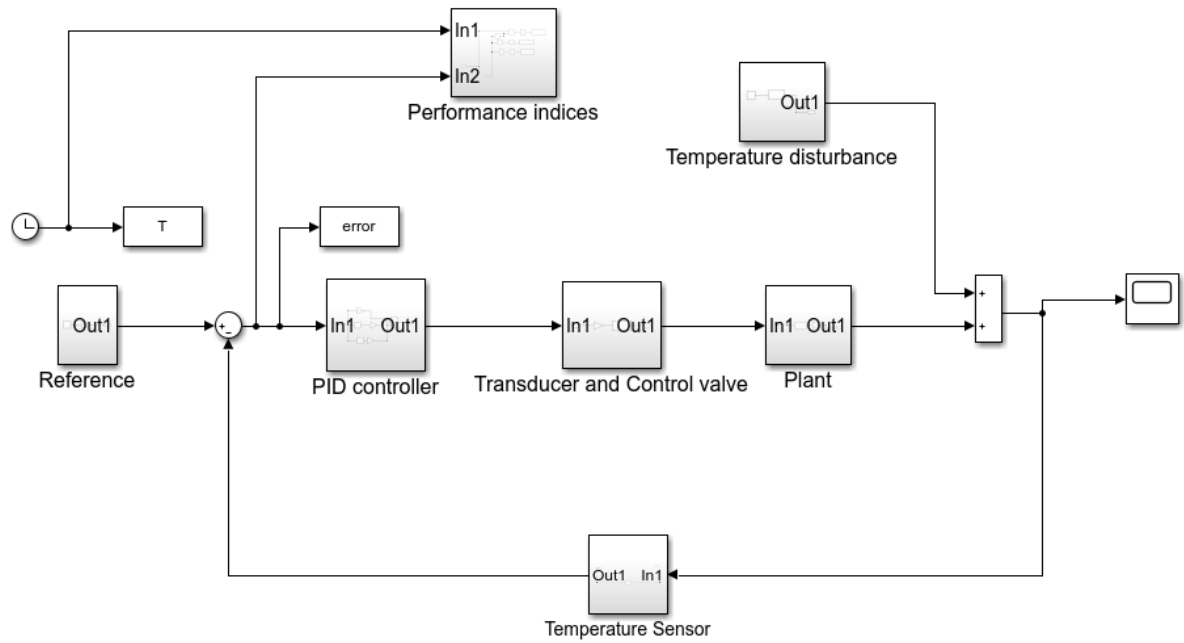 In1
In2
Performance indices
Out1
Temperature disturbance
T
error
Out1
Reference
+
-
In1 Out1
PID controller
In1 Out1
Transducer and Control valve
In1 Out1
Plant
+
+
Out1 In1
Temperature Sensor